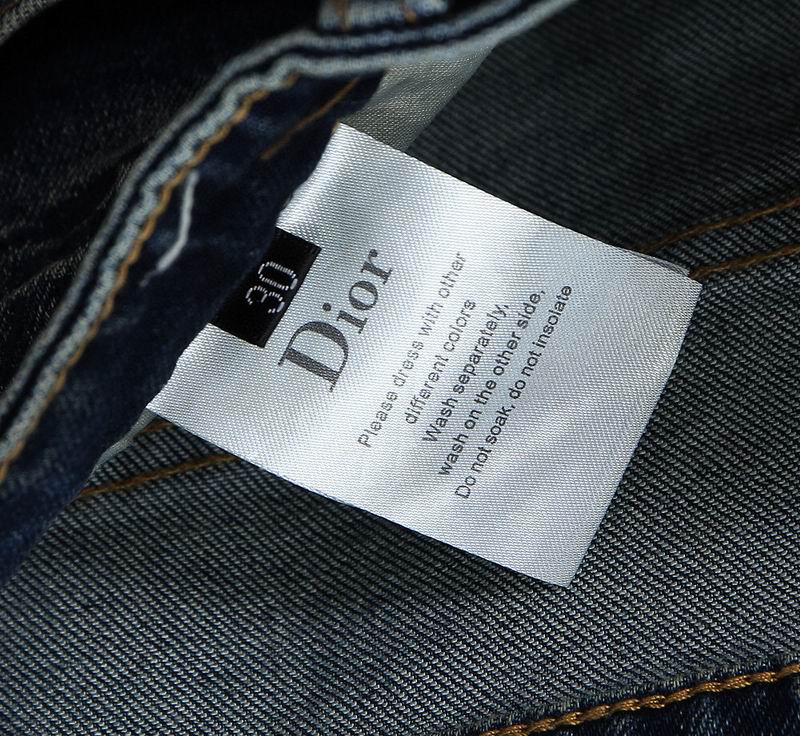 30
Dior
Please dress with other
different colors
Wash separately,
wash on the other side,
Do not soak, do not insolate